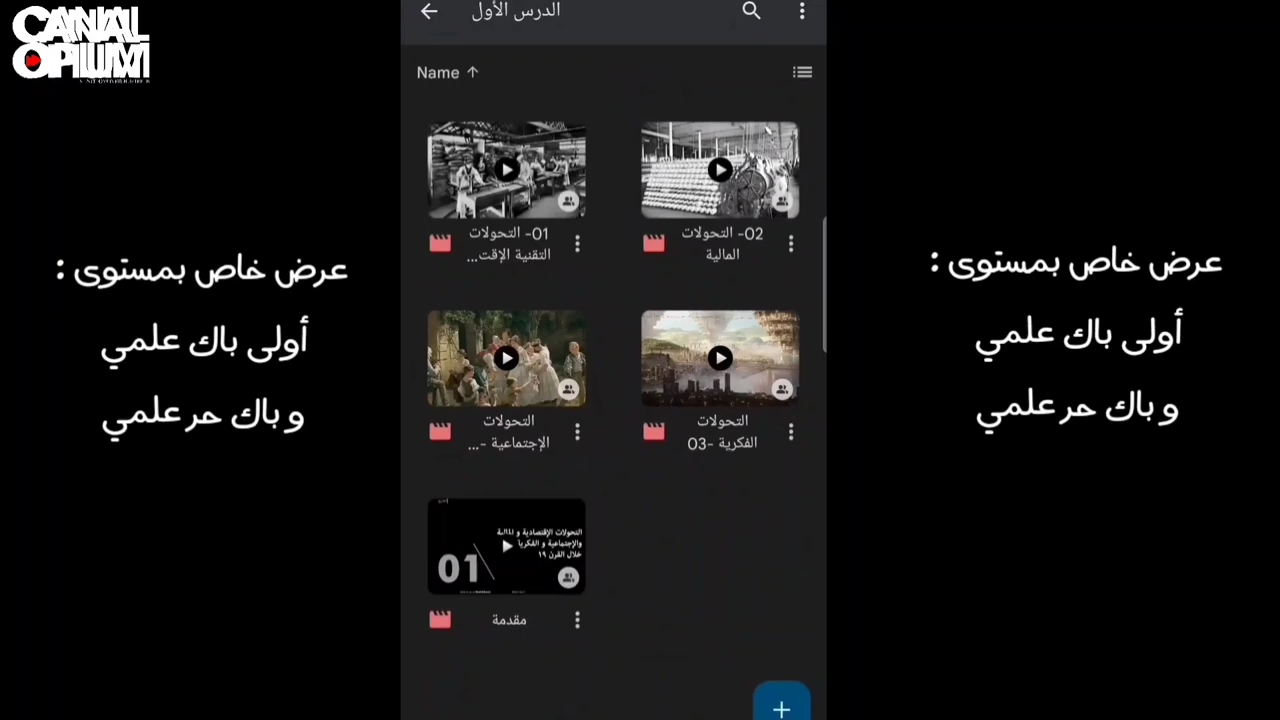 CANAL
OPIUM
الدرس الأول
Name
01- التحولات
التقنية الإقت...
02- التحولات
المالية
التحولات
الإجتماعية -...
التحولات
الفكرية -03
التحولات الإقتصادية و المالية
والإجتماعية و الفكرية
خلال القرن ١٩
01
مقدمة
عرض خاص بمستوى :
أولى باك علمي
و باك حر علمي
عرض خاص بمستوى :
أولى باك علمي
و باك حر علمي